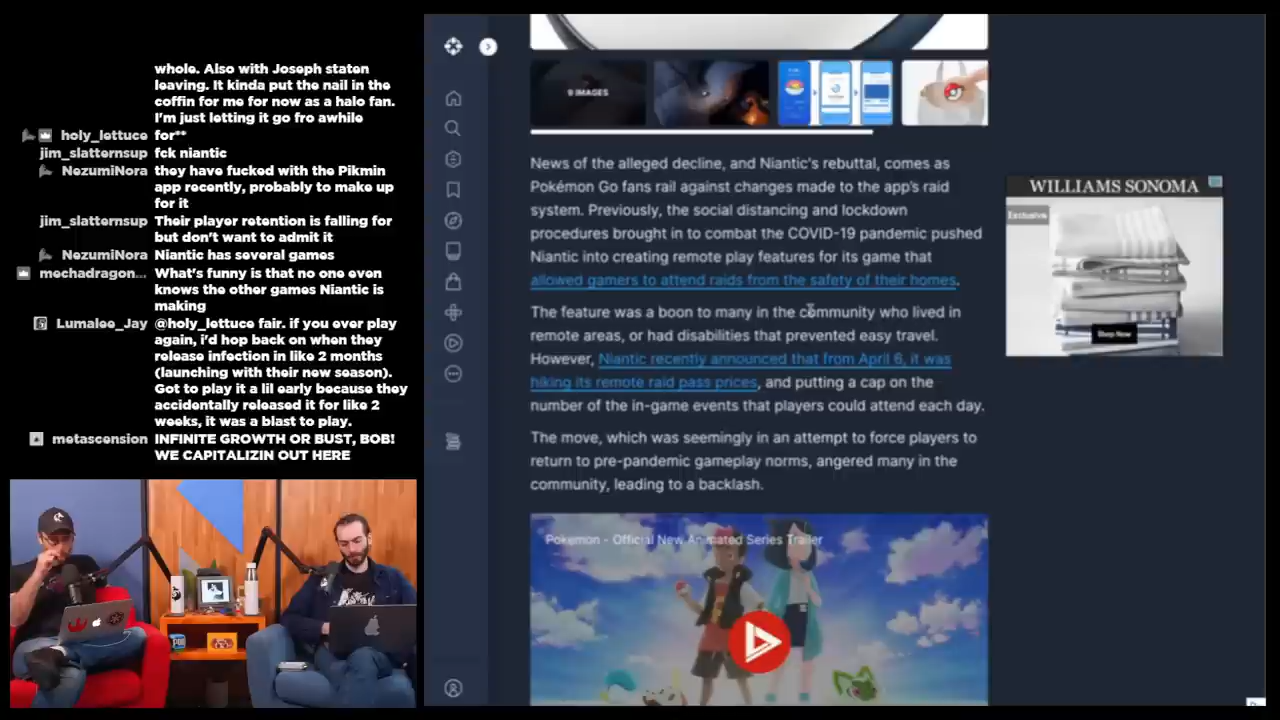 whole. Also with Joseph staten
leaving. It kinda put the nail in the
coffin for me for now as a halo fan.
I'm just letting it go fro awhile
holy_lettuce for**
jim_slatternsup fck niantic
NezumiNora they have fucked with the Pikmin
app recently, probably to make up
for it
jim_slatternsup Their player retention is falling for
but don't want to admit it
NezumiNora Niantic has several games
mechadragon... What's funny is that no one even
knows the other games Niantic is
making
Lumalee_Jay @holy_lettuce fair. if you ever play
again, i'd hop back on when they
release infection in like 2 months
(launching with their new season).
Got to play it a lil early because they
accidentally released it for like 2
weeks, it was a blast to play.
metascension INFINITE GROWTH OR BUST, BOB!
WE CAPITALIZIN OUT HERE
9 IMAGES
News of the alleged decline, and Niantic's rebuttal, comes as
Pokémon Go fans rail against changes made to the app's raid
system. Previously, the social distancing and lockdown
procedures brought in to combat the COVID-19 pandemic pushed
Niantic into creating remote play features for its game that
allowed gamers to attend raids from the safety of their homes.
The feature was a boon to many in the community who lived in
remote areas, or had disabilities that prevented easy travel.
However, Niantic recently announced that from April 6, it was
hiking its remote raid pass prices, and putting a cap on the
number of the in-game events that players could attend each day.
The move, which was seemingly in an attempt to force players to
return to pre-pandemic gameplay norms, angered many in the
community, leading to a backlash.
Pokemon - Official New Animated Series Trailer
WILLIAMS SONOMA
Exclusive
Shop Now